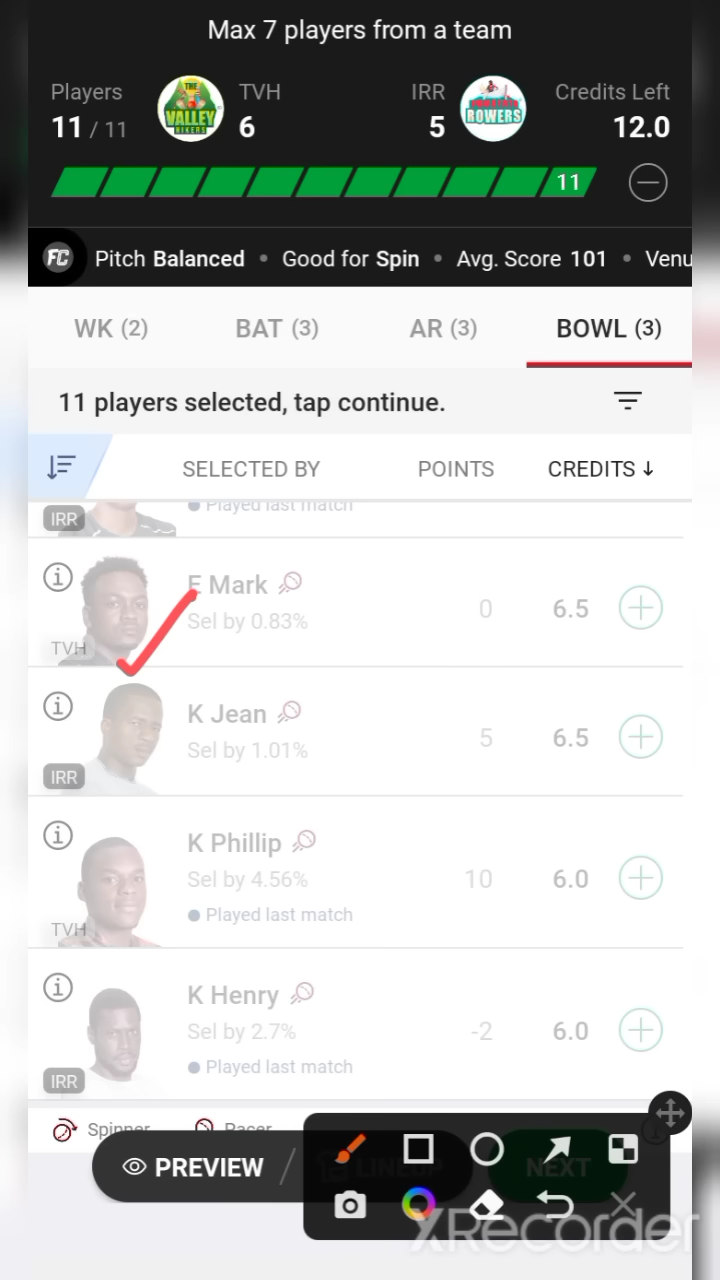 Max 7 players from a team
Players TVH IRR Credits Left
11 / 11 6 5 12.0
THE VALLEY HIKERS
ROWERS
11
FC Pitch Balanced • Good for Spin • Avg. Score 101 • Venu
WK (2) BAT (3) AR (3) BOWL (3)
11 players selected, tap continue.
SELECTED BY POINTS CREDITS ↓
IRR Played last match
E Mark
Sel by 0.83% 0 6.5
TVH
K Jean
Sel by 1.01% 5 6.5
IRR
K Phillip
Sel by 4.56% 10 6.0
Played last match
TVH
K Henry
Sel by 2.7% -2 6.0
Played last match
IRR
Spinner Pacer
PREVIEW LINEUP NEXT
XRecorder